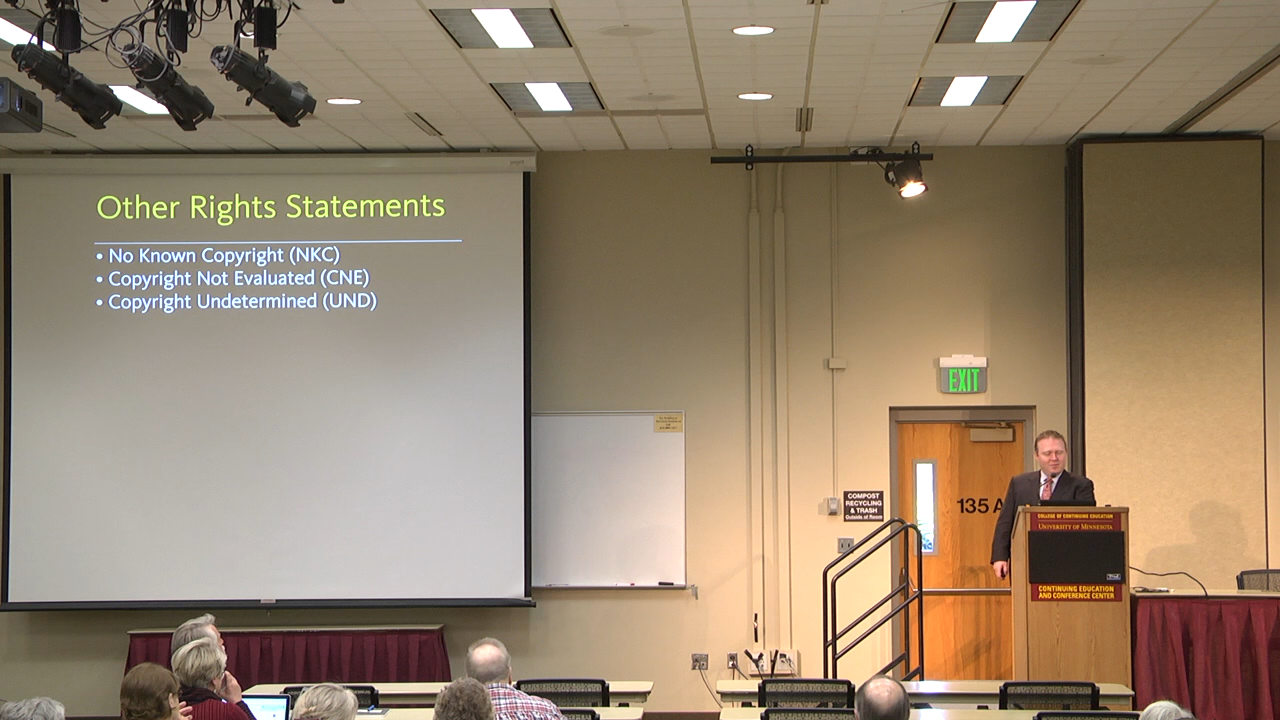 Other Rights Statements
• No Known Copyright (NKC)
• Copyright Not Evaluated (CNE)
• Copyright Undetermined (UND)
EXIT
COMPOST
RECYCLING
& TRASH
Outside of Room
135 A
COLLEGE OF CONTINUING EDUCATION
UNIVERSITY OF MINNESOTA
CONTINUING EDUCATION
AND CONFERENCE CENTER